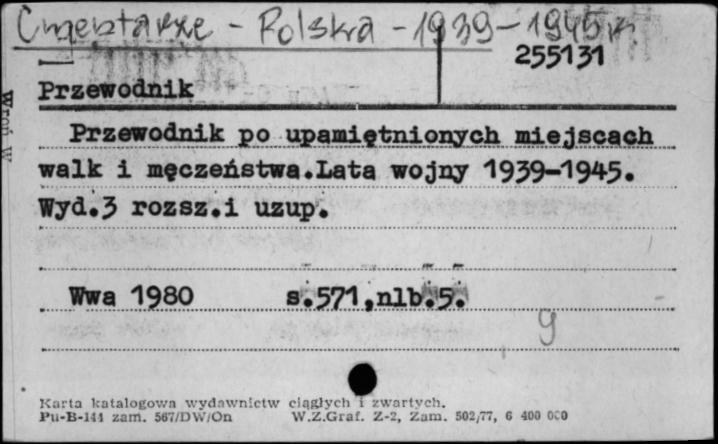 Cmentarze - Polska - 1939-1945 r.
255131
Przewodnik
Przewodnik po upamiętnionych miejscach
walk i męczeństwa.Lata wojny 1939-1945.
Wyd.3 rozsz.i uzup.
Wwa 1980 s.571,nlb.5.
9
Karta katalogowa wydawnictw ciągłych i zwartych.
Pu-B-144 zam. 567/DW/On W.Z.Graf. Z-2, Zam. 502/77, 6 400 000